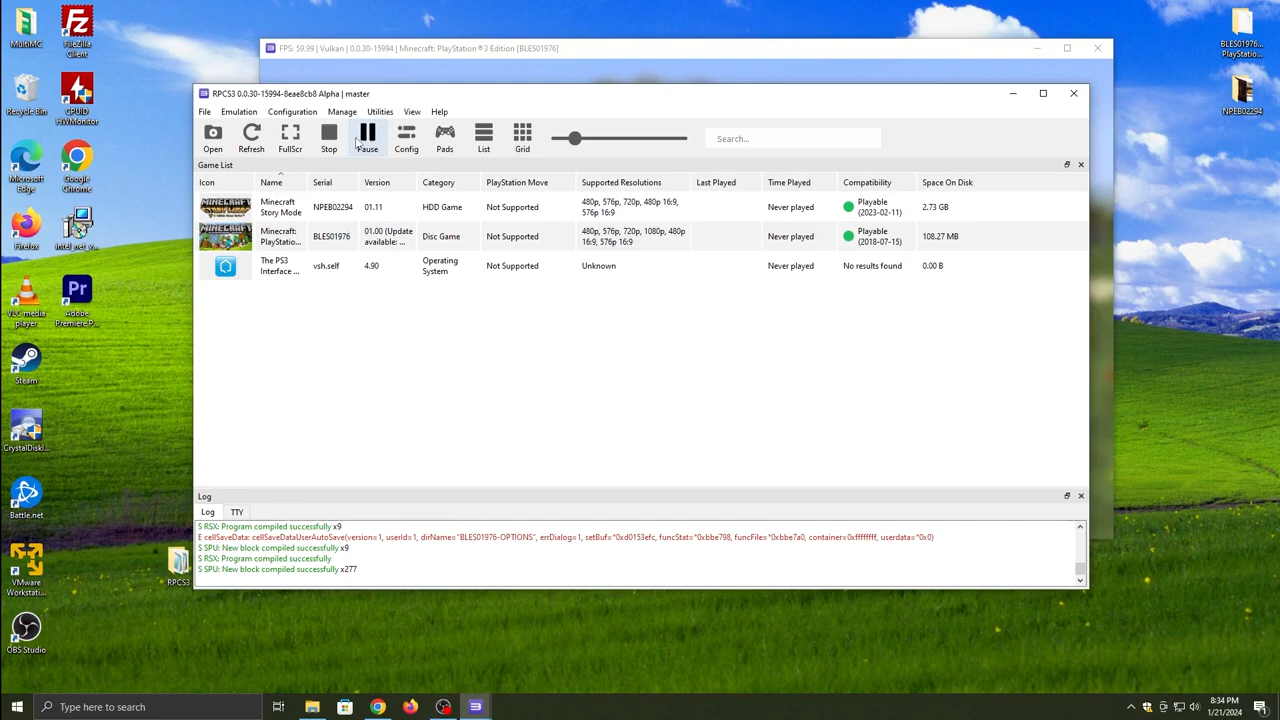 MultiMC
FileZilla
Client
Recycle Bin
CPUID
HWMonitor
Microsoft
Edge
Google
Chrome
Firefox
intel_net_v...
VLC media
player
Adobe
Premiere P...
Steam
CrystalDiskI...
Battle.net
VMware
Workstati...
OBS Studio
RPCS3
BLES01976...
PlayStatio...
NPEB02294
FPS: 59.99 | Vulkan | 0.0.30-15994 | Minecraft: PlayStation®3 Edition [BLES01976]
RPCS3 0.0.30-15994-8eae8cb8 Alpha | master
File Emulation Configuration Manage Utilities View Help
Open Refresh FullScr Stop Pause Config Pads List Grid Search...
Game List
Icon Name Serial Version Category PlayStation Move Supported Resolutions Last Played Time Played Compatibility Space On Disk
Minecraft
Story Mode
NPEB02294 01.11 HDD Game Not Supported
480p, 576p, 720p, 480p 16:9,
576p 16:9
Never played
Playable
(2023-02-11)
2.73 GB
Minecraft:
PlayStatio...
BLES01976
01.00 (Update
available: ...
Disc Game Not Supported
480p, 576p, 720p, 1080p, 480p
16:9, 576p 16:9
Never played
Playable
(2018-07-15)
108.27 MB
The PS3
Interface ...
vsh.self 4.90
Operating
System
Not Supported Unknown Never played No results found 0.00 B
Log
Log TTY
S RSX: Program compiled successfully x9
E cellSaveData: cellSaveDataUserAutoSave(version=1, userId=1, dirName="BLES01976-OPTIONS", errDialog=1, setBuf=*0xd0153efc, funcStat=*0xbbe798, funcFile=*0xbbe7a0, container=0xffffffff, userdata=*0x0)
S SPU: New block compiled successfully x9
S RSX: Program compiled successfully
S SPU: New block compiled successfully x277
Type here to search
8:34 PM
1/21/2024